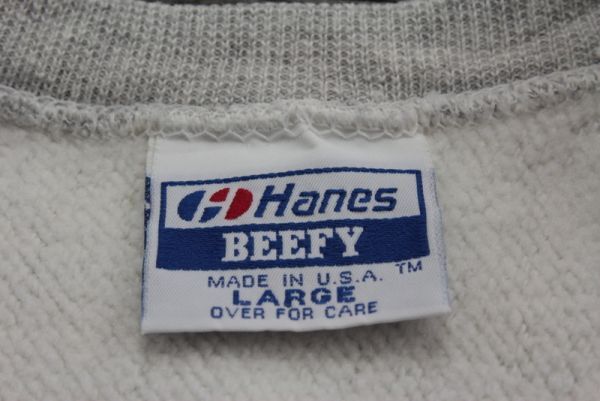 Hanes
BEEFY
MADE IN U.S.A. ™
LARGE
OVER FOR CARE